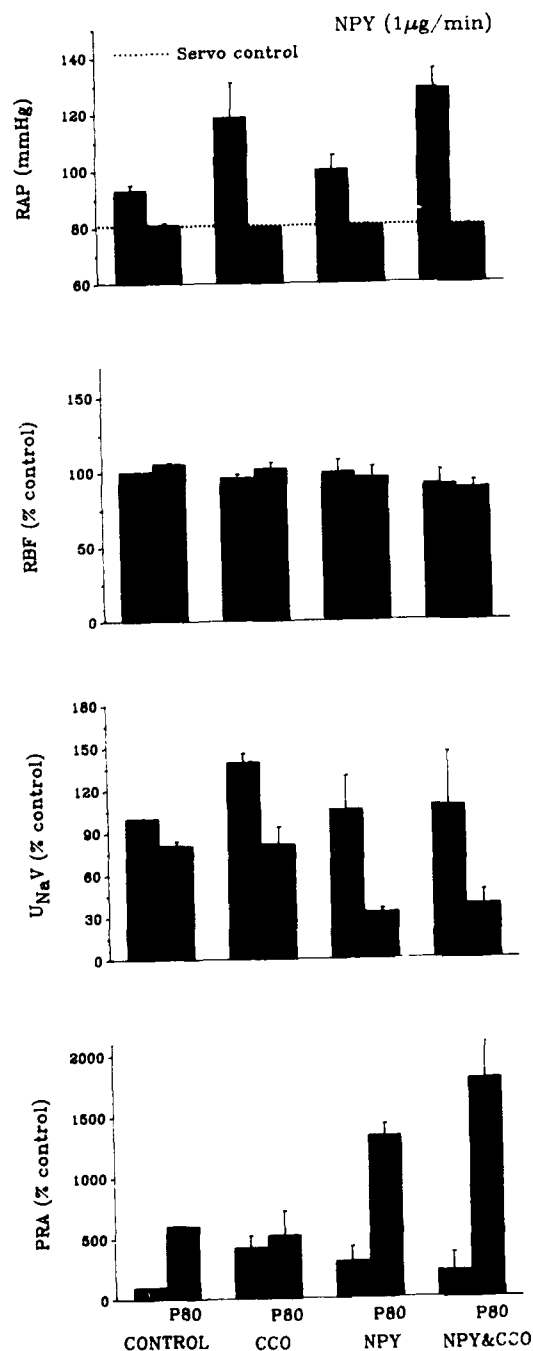 NPY (1µg/min)
Servo control
RAP (mmHg)
140
120
100
80
60
RBF (% control)
150
100
50
0
UNaV (% control)
180
150
120
90
60
30
0
PRA (% control)
2000
1500
1000
500
0
P80 P80 P80 P80
CONTROL CCO NPY NPY&CCO